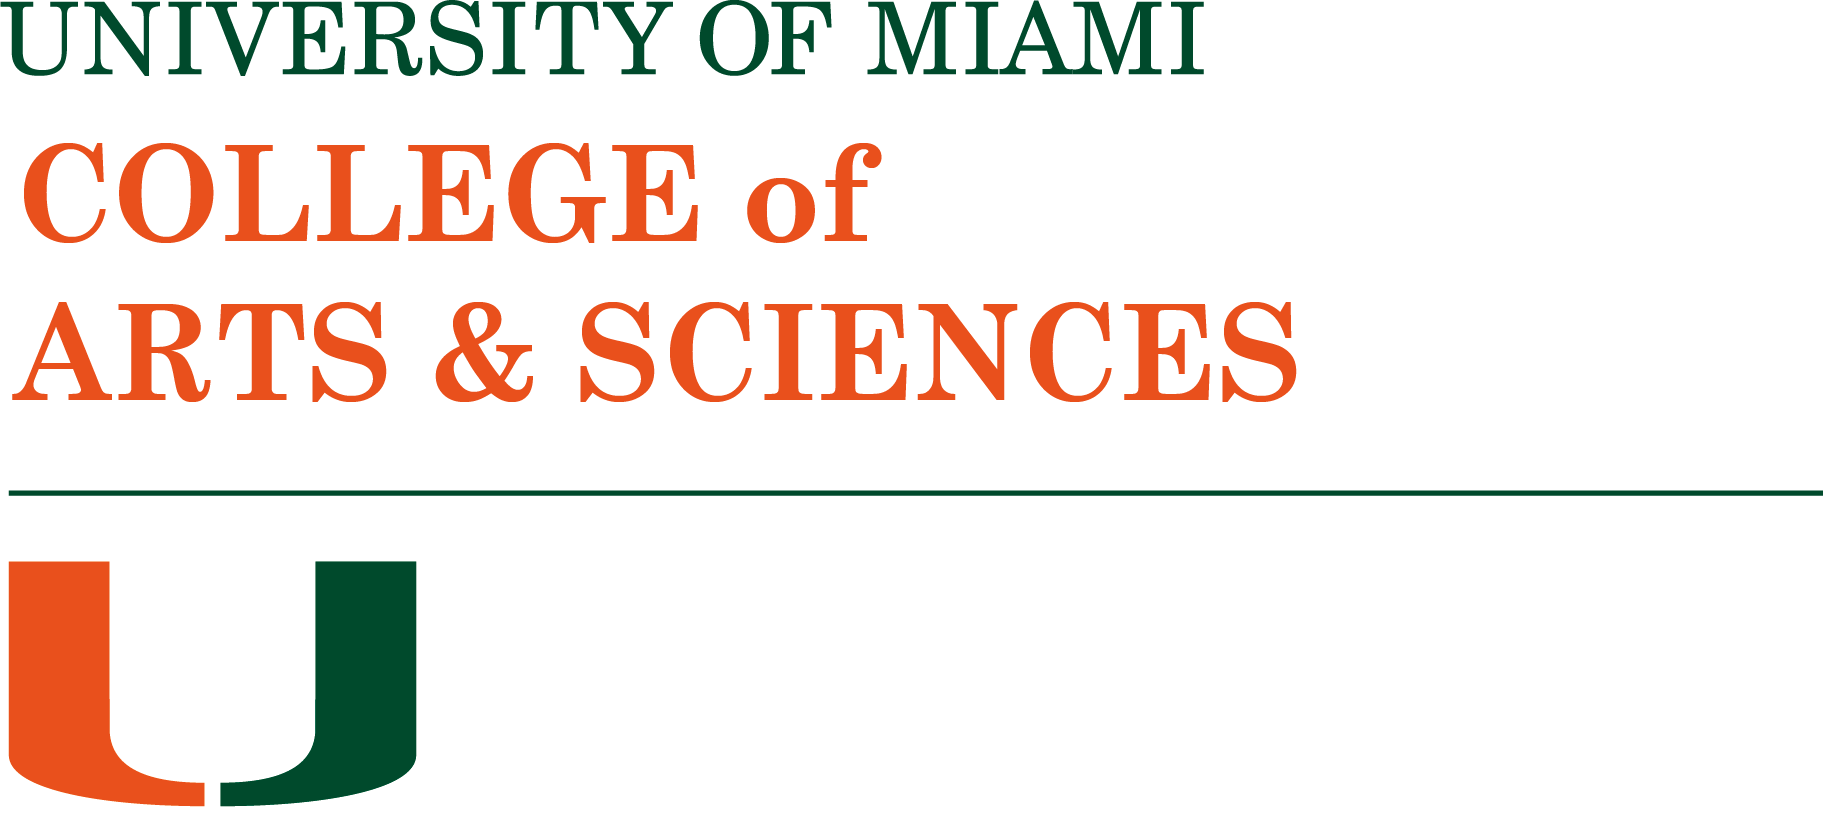 UNIVERSITY OF MIAMI
COLLEGE of
ARTS & SCIENCES
U